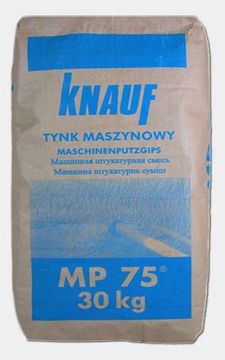 KNAUF
TYNK MASZYNOWY
MASCHINENPUTZGIPS
Машинная штукатурная смесь
Машинна штукатурна суміш
MP 75®
30 kg